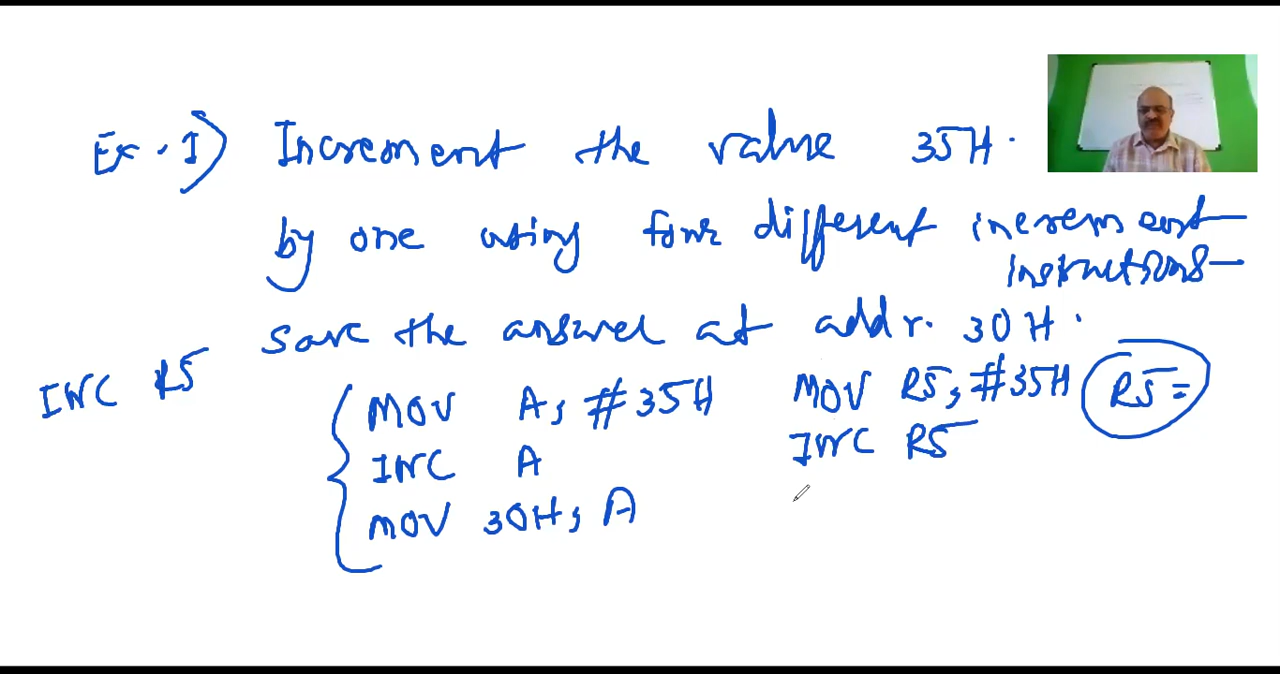 Ex. 1) Increment the value 35H.
by one using four different increment
instructions
save the answer at addr. 30H.
INC R5
MOV A, #35H
INC A
MOV 30H, A
MOV R5, #35H
INC R5
R5 =